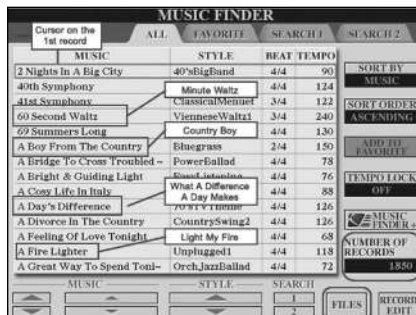 MUSIC FINDER
Cursor on the
1st record
ALL FAVORITE SEARCH 1 SEARCH 2
MUSIC STYLE BEAT TEMPO
2 Nights In A Big City 40'sBigBand 4/4 90
40th Symphony 4/4 124
Minute Waltz
41st Symphony ClassicalMenuet 3/4 122
60 Second Waltz VienneseWaltz1 3/4 240
69 Summers Long 4/4 130
Country Boy
A Boy From The Country Bluegrass 2/4 150
A Bridge To Cross Troubled~ PowerBallad 4/4 78
A Bright & Guiding Light EasyListening 4/4 76
What A Difference
A Day Makes
A Cosy Life In Italy 4/4 88
A Day's Difference 70'sTVTheme 4/4 126
A Divorce In The Country CountrySwing2 4/4 126
A Feeling Of Love Tonight 4/4 68
Light My Fire
A Fire Lighter Unplugged1 4/4 118
A Great Way To Spend Toni~ OrchJazzBallad 4/4 72
SORT BY
MUSIC
SORT ORDER
ASCENDING
ADD TO
FAVORITE
TEMPO LOCK
OFF
MUSIC
FINDER +
NUMBER OF
RECORDS
1850
MUSIC STYLE SEARCH
1
2
FILES
RECORD
EDIT